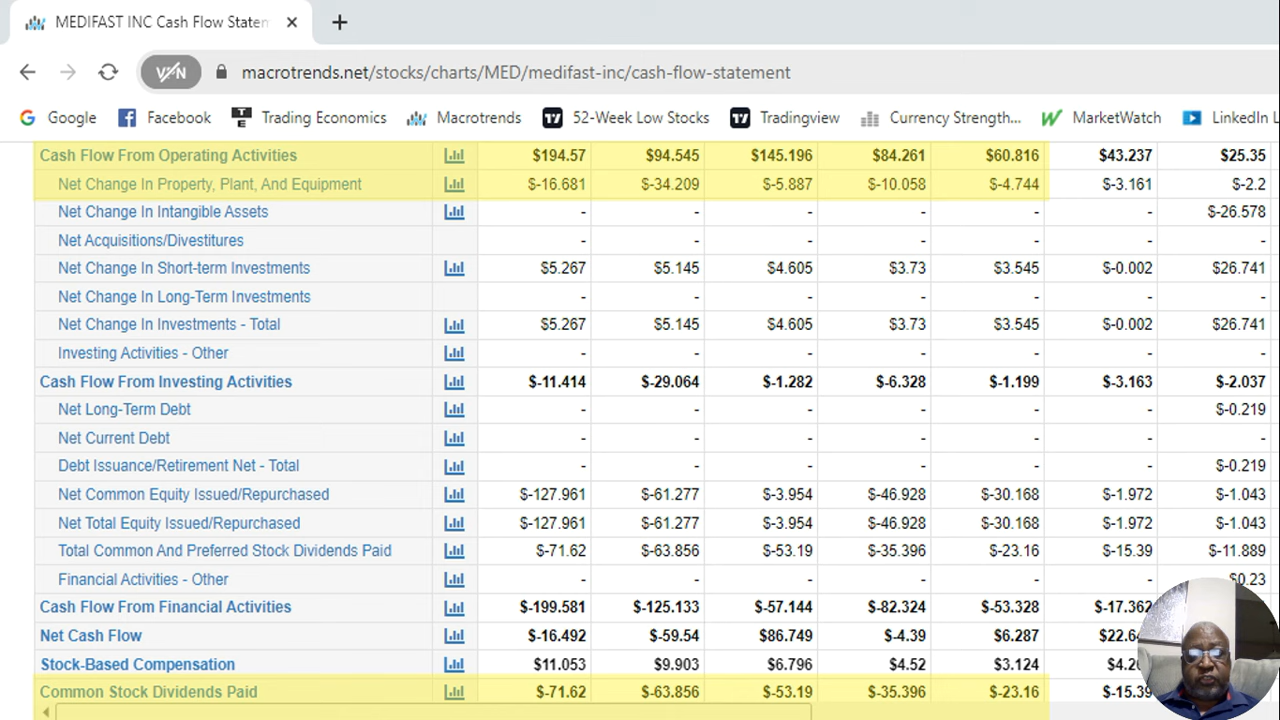 MEDIFAST INC Cash Flow Statem
macrotrends.net/stocks/charts/MED/medifast-inc/cash-flow-statement
Google Facebook TE Trading Economics Macrotrends 52-Week Low Stocks Tradingview Currency Strength... MarketWatch LinkedIn L
Cash Flow From Operating Activities $194.57 $94.545 $145.196 $84.261 $60.816 $43.237 $25.35
Net Change In Property, Plant, And Equipment $-16.681 $-34.209 $-5.887 $-10.058 $-4.744 $-3.161 $-2.2
Net Change In Intangible Assets - - - - - - $-26.578
Net Acquisitions/Divestitures - - - - - - -
Net Change In Short-term Investments $5.267 $5.145 $4.605 $3.73 $3.545 $-0.002 $26.741
Net Change In Long-Term Investments - - - - - - -
Net Change In Investments - Total $5.267 $5.145 $4.605 $3.73 $3.545 $-0.002 $26.741
Investing Activities - Other - - - - - - -
Cash Flow From Investing Activities $-11.414 $-29.064 $-1.282 $-6.328 $-1.199 $-3.163 $-2.037
Net Long-Term Debt - - - - - - $-0.219
Net Current Debt - - - - - - -
Debt Issuance/Retirement Net - Total - - - - - - $-0.219
Net Common Equity Issued/Repurchased $-127.961 $-61.277 $-3.954 $-46.928 $-30.168 $-1.972 $-1.043
Net Total Equity Issued/Repurchased $-127.961 $-61.277 $-3.954 $-46.928 $-30.168 $-1.972 $-1.043
Total Common And Preferred Stock Dividends Paid $-71.62 $-63.856 $-53.19 $-35.396 $-23.16 $-15.39 $-11.889
Financial Activities - Other - - - - - - $0.23
Cash Flow From Financial Activities $-199.581 $-125.133 $-57.144 $-82.324 $-53.328 $-17.362
Net Cash Flow $-16.492 $-59.54 $86.749 $-4.39 $6.287
Stock-Based Compensation $11.053 $9.903 $6.796 $4.52 $3.124
Common Stock Dividends Paid $-71.62 $-63.856 $-53.19 $-35.396 $-23.16 $-15.39